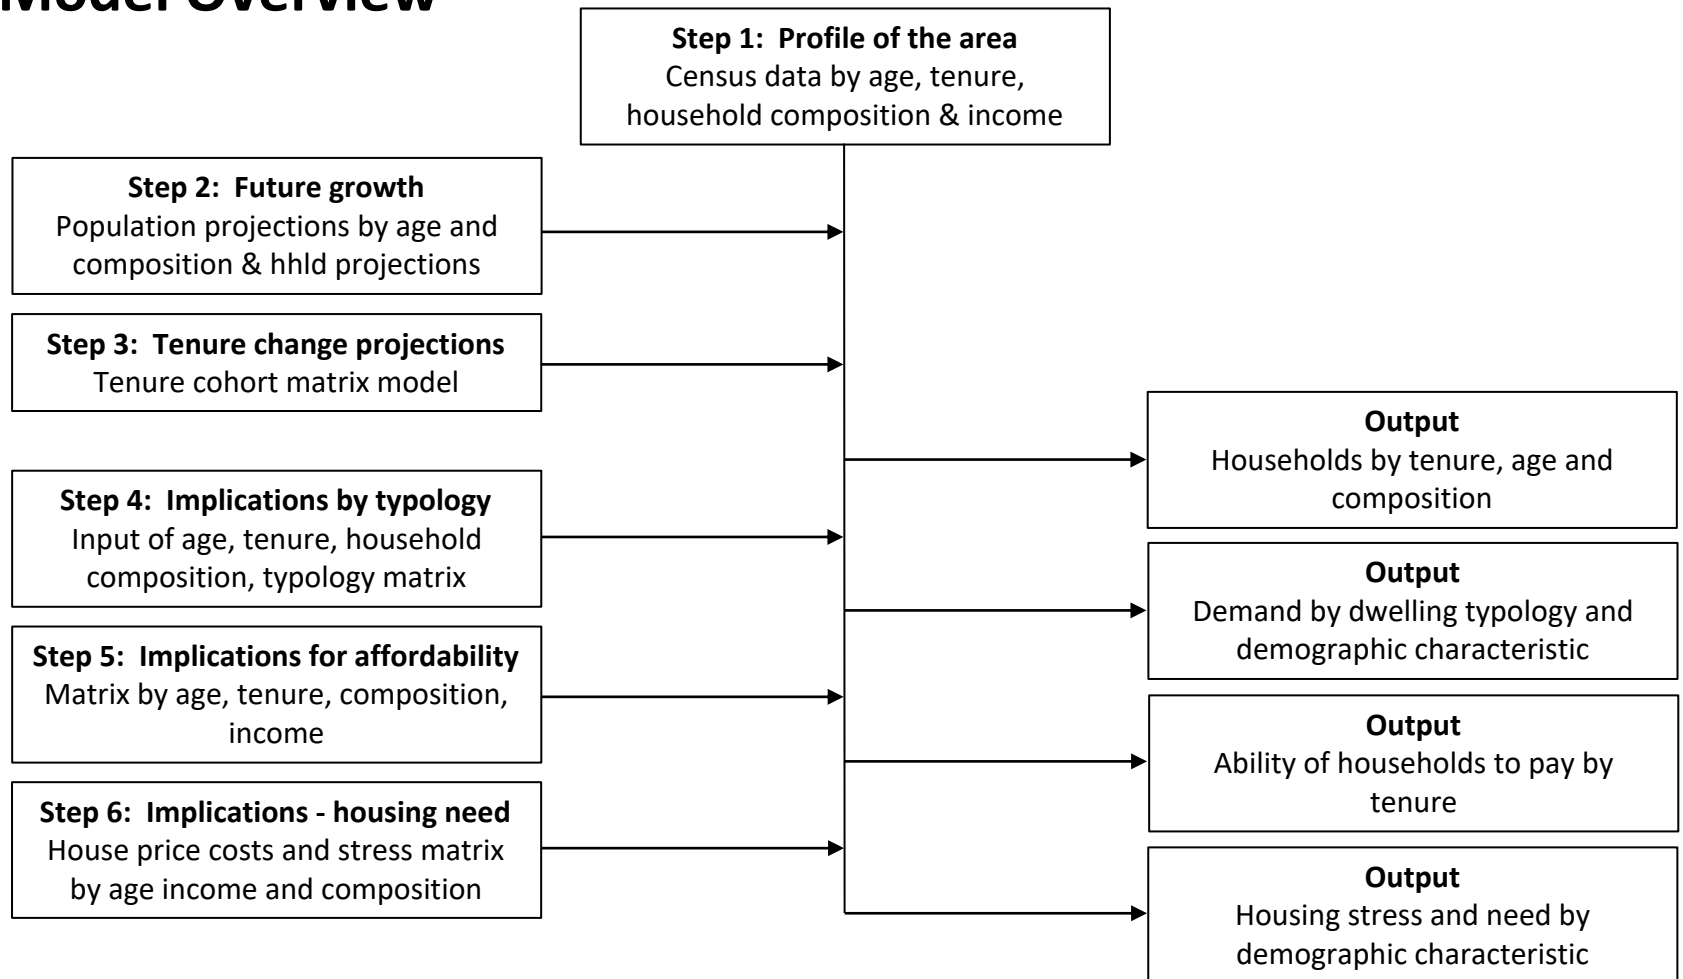 Model Overview
Step 1: Profile of the area
Census data by age, tenure,
household composition & income
Step 2: Future growth
Population projections by age and
composition & hhld projections
Step 3: Tenure change projections
Tenure cohort matrix model
Step 4: Implications by typology
Input of age, tenure, household
composition, typology matrix
Step 5: Implications for affordability
Matrix by age, tenure, composition,
income
Step 6: Implications - housing need
House price costs and stress matrix
by age income and composition
Output
Households by tenure, age and
composition
Output
Demand by dwelling typology and
demographic characteristic
Output
Ability of households to pay by
tenure
Output
Housing stress and need by
demographic characteristic